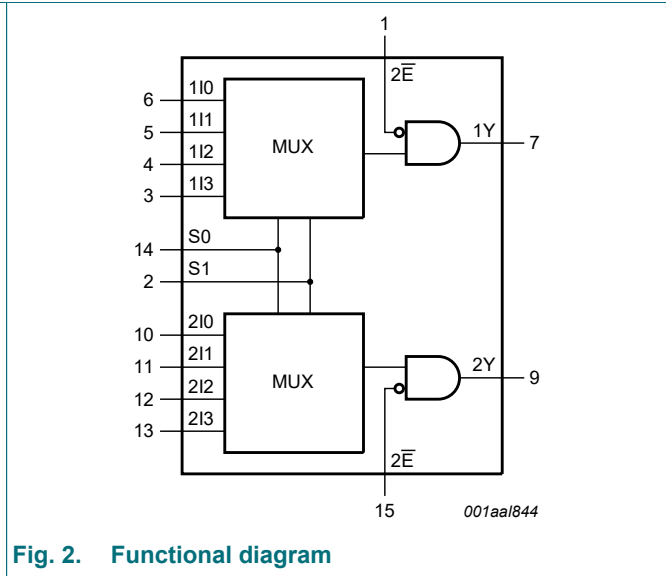 1
2E̅
6 1I0
5 1I1
4 1I2
3 1I3
MUX
1Y 7
14 S0
2 S1
10 2I0
11 2I1
12 2I2
13 2I3
MUX
2Y 9
2E̅
15
001aal844
Fig. 2. Functional diagram